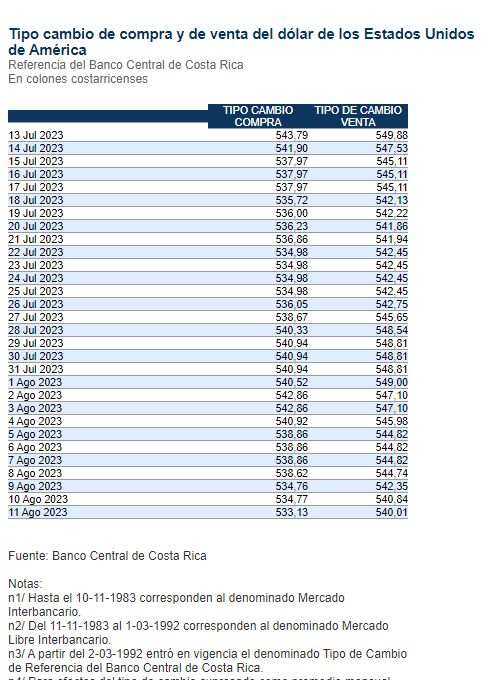 Tipo cambio de compra y de venta del dólar de los Estados Unidos
de América
Referencia del Banco Central de Costa Rica
En colones costarricenses
TIPO CAMBIO COMPRA TIPO DE CAMBIO VENTA
13 Jul 2023 543,79 549,88
14 Jul 2023 541,90 547,53
15 Jul 2023 537,97 545,11
16 Jul 2023 537,97 545,11
17 Jul 2023 537,97 545,11
18 Jul 2023 535,72 542,13
19 Jul 2023 536,00 542,22
20 Jul 2023 536,23 541,86
21 Jul 2023 536,86 541,94
22 Jul 2023 534,98 542,45
23 Jul 2023 534,98 542,45
24 Jul 2023 534,98 542,45
25 Jul 2023 534,98 542,45
26 Jul 2023 536,05 542,75
27 Jul 2023 538,67 545,65
28 Jul 2023 540,33 548,54
29 Jul 2023 540,94 548,81
30 Jul 2023 540,94 548,81
31 Jul 2023 540,94 548,81
1 Ago 2023 540,52 549,00
2 Ago 2023 542,86 547,10
3 Ago 2023 542,86 547,10
4 Ago 2023 540,92 545,98
5 Ago 2023 538,86 544,82
6 Ago 2023 538,86 544,82
7 Ago 2023 538,86 544,82
8 Ago 2023 538,62 544,74
9 Ago 2023 534,76 542,35
10 Ago 2023 534,77 540,84
11 Ago 2023 533,13 540,01
Fuente: Banco Central de Costa Rica
Notas:
n1/ Hasta el 10-11-1983 corresponden al denominado Mercado
Interbancario.
n2/ Del 11-11-1983 al 1-03-1992 corresponden al denominado Mercado
Libre Interbancario.
n3/ A partir del 2-03-1992 entró en vigencia el denominado Tipo de Cambio
de Referencia del Banco Central de Costa Rica.
n4/ Para efectos del tipo de cambio expresado como promedio mensual